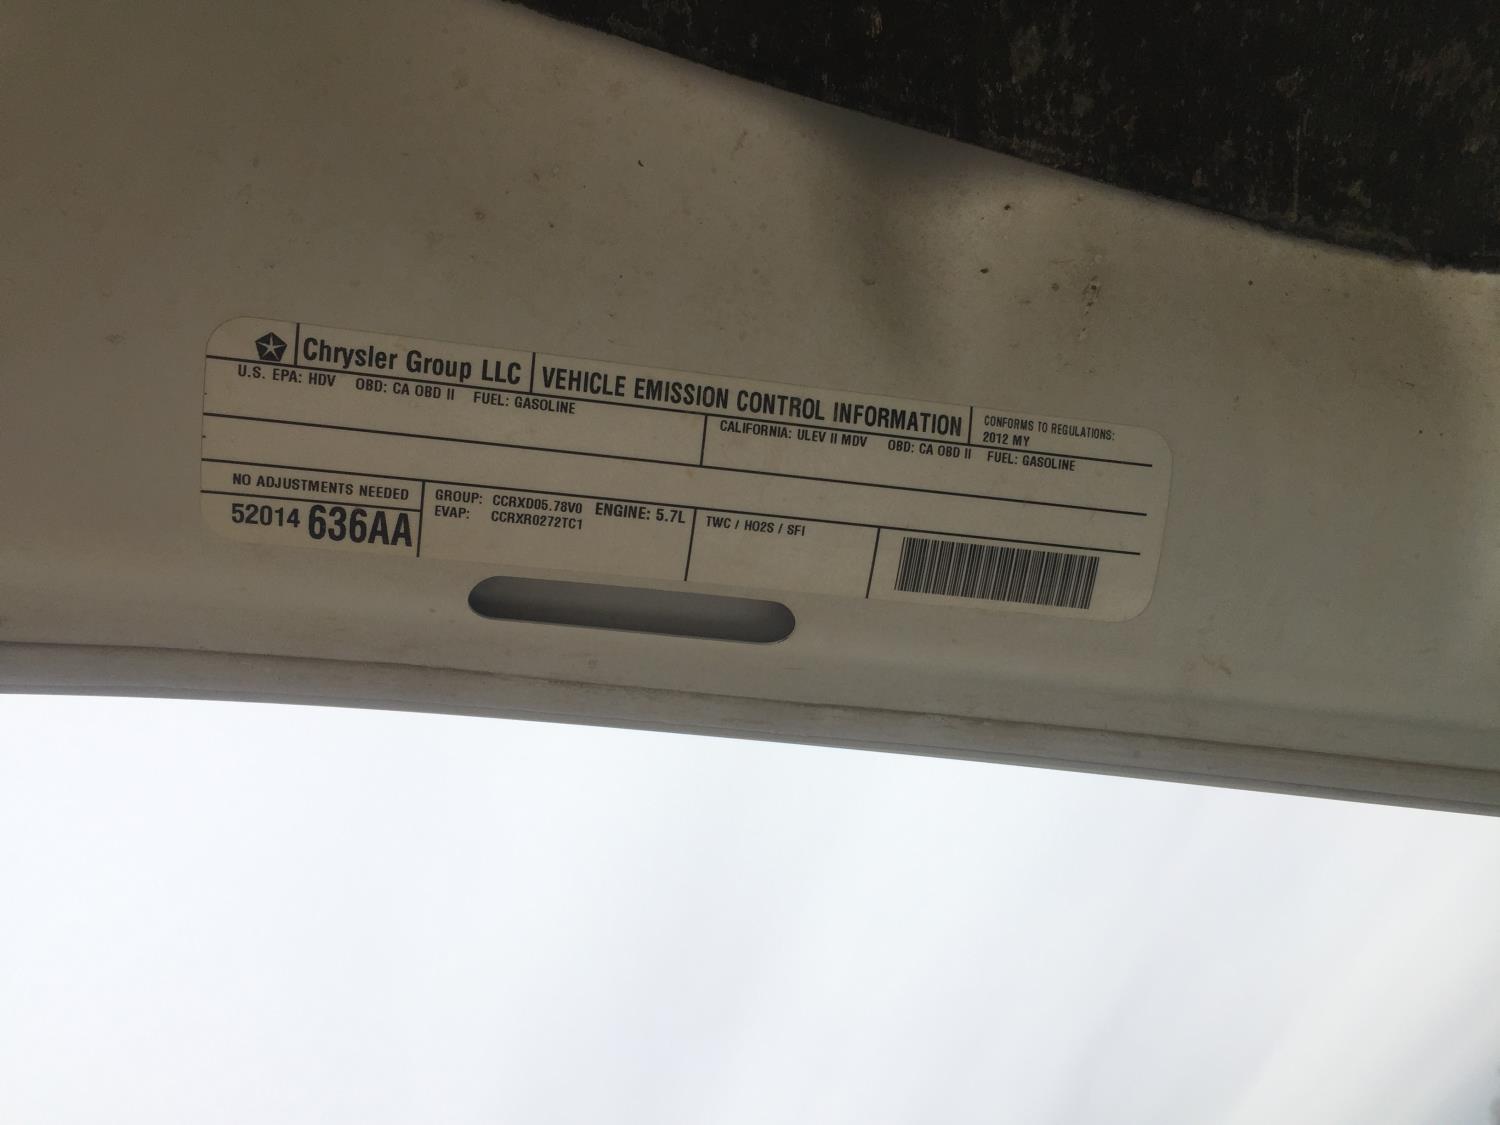 Chrysler Group LLC VEHICLE EMISSION CONTROL INFORMATION CONFORMS TO REGULATIONS:
2012 MY
U.S. EPA: HDV OBD: CA OBD II FUEL: GASOLINE
CALIFORNIA: ULEV II MDV OBD: CA OBD II FUEL: GASOLINE
NO ADJUSTMENTS NEEDED
52014 636AA
GROUP: CCRXD05.78V0 ENGINE: 5.7L
EVAP: CCRXR0272TC1
TWC / HO2S / SFI